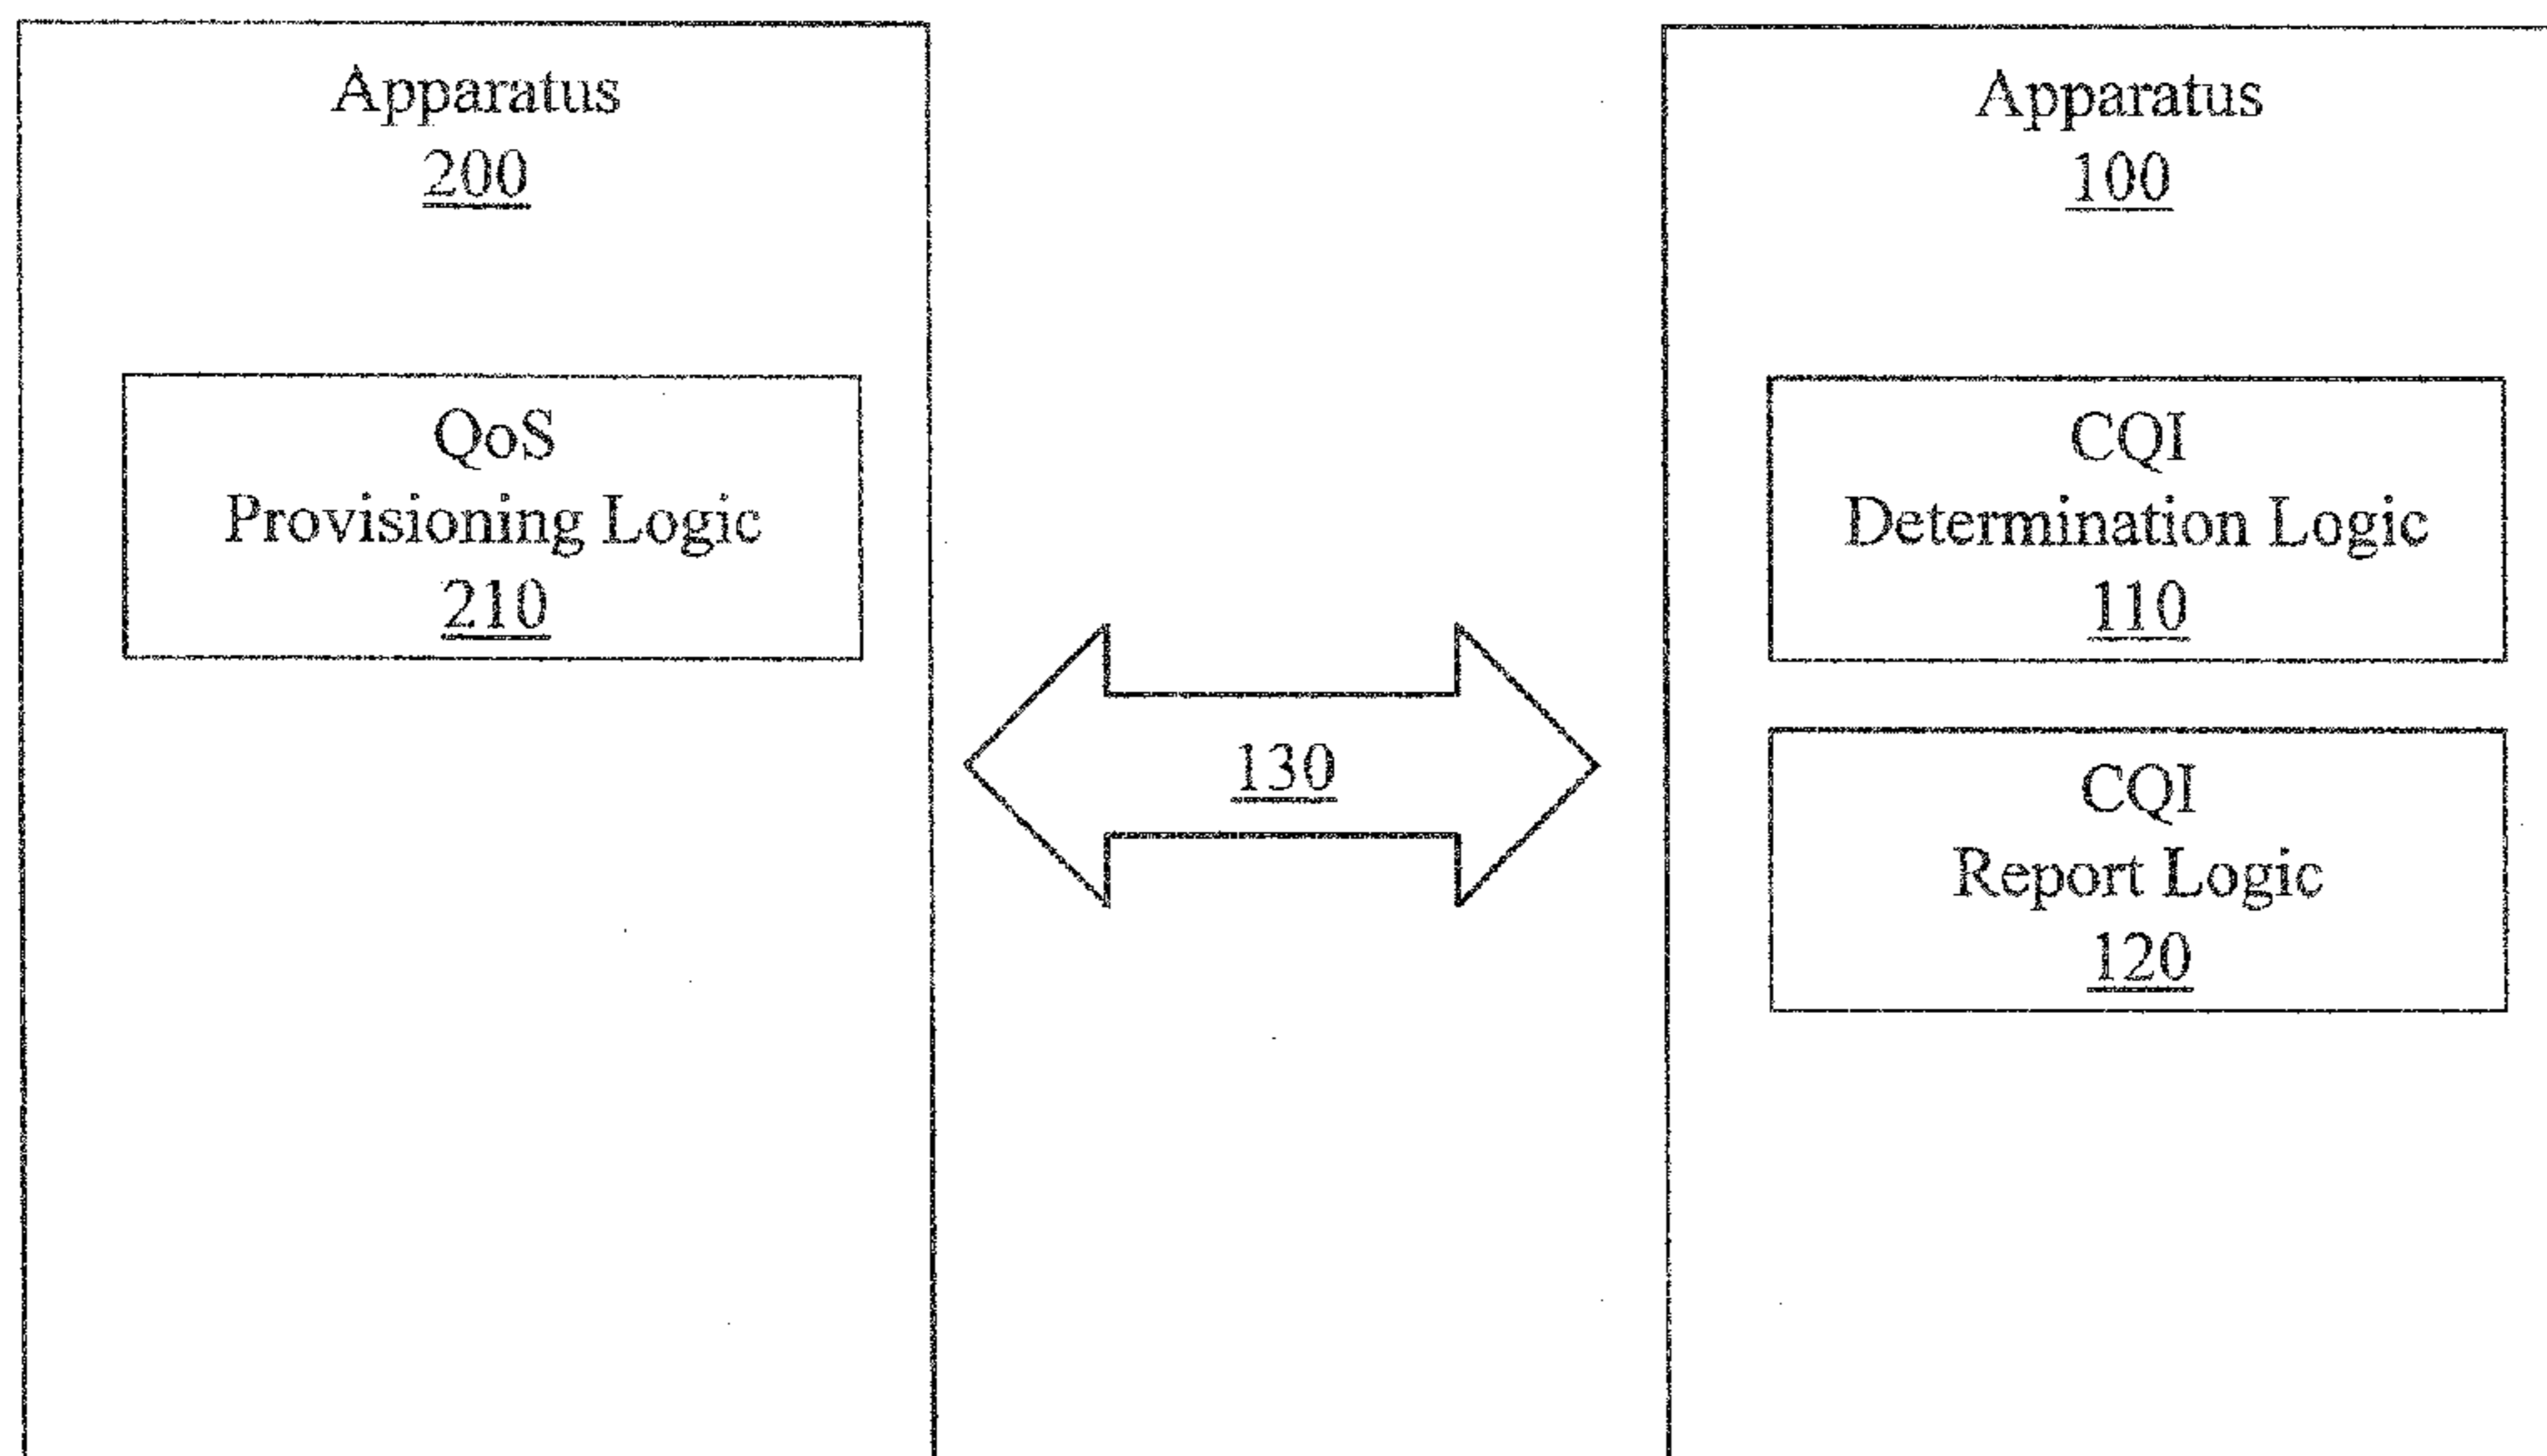 Apparatus
200
QoS
Provisioning Logic
210
130
Apparatus
100
CQI
Determination Logic
110
CQI
Report Logic
120